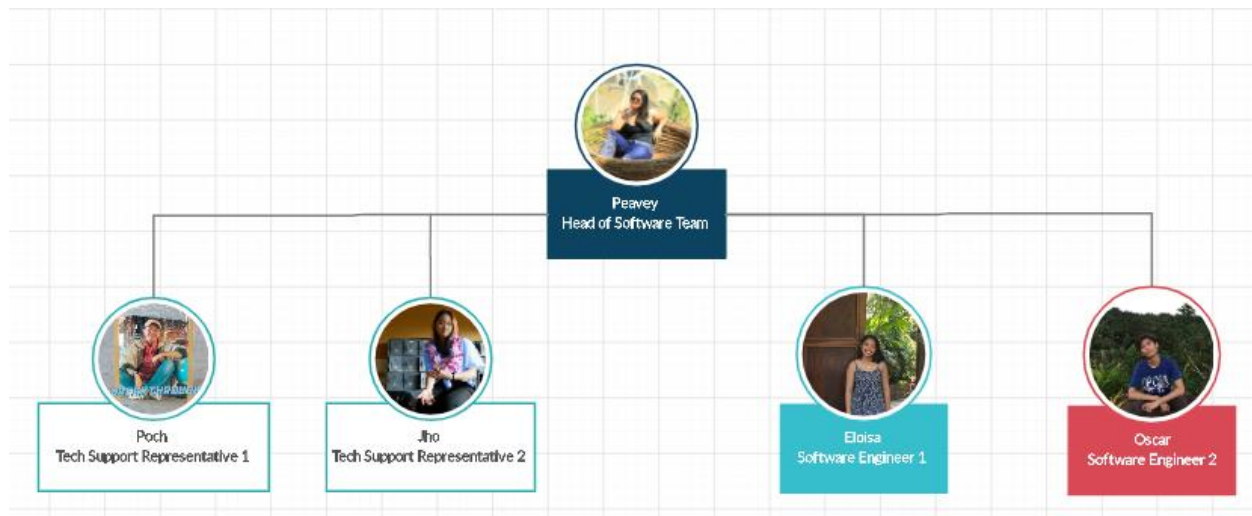 Peavey
Head of Software Team
Poch
Tech Support Representative 1
Jho
Tech Support Representative 2
Eloisa
Software Engineer 1
Oscar
Software Engineer 2